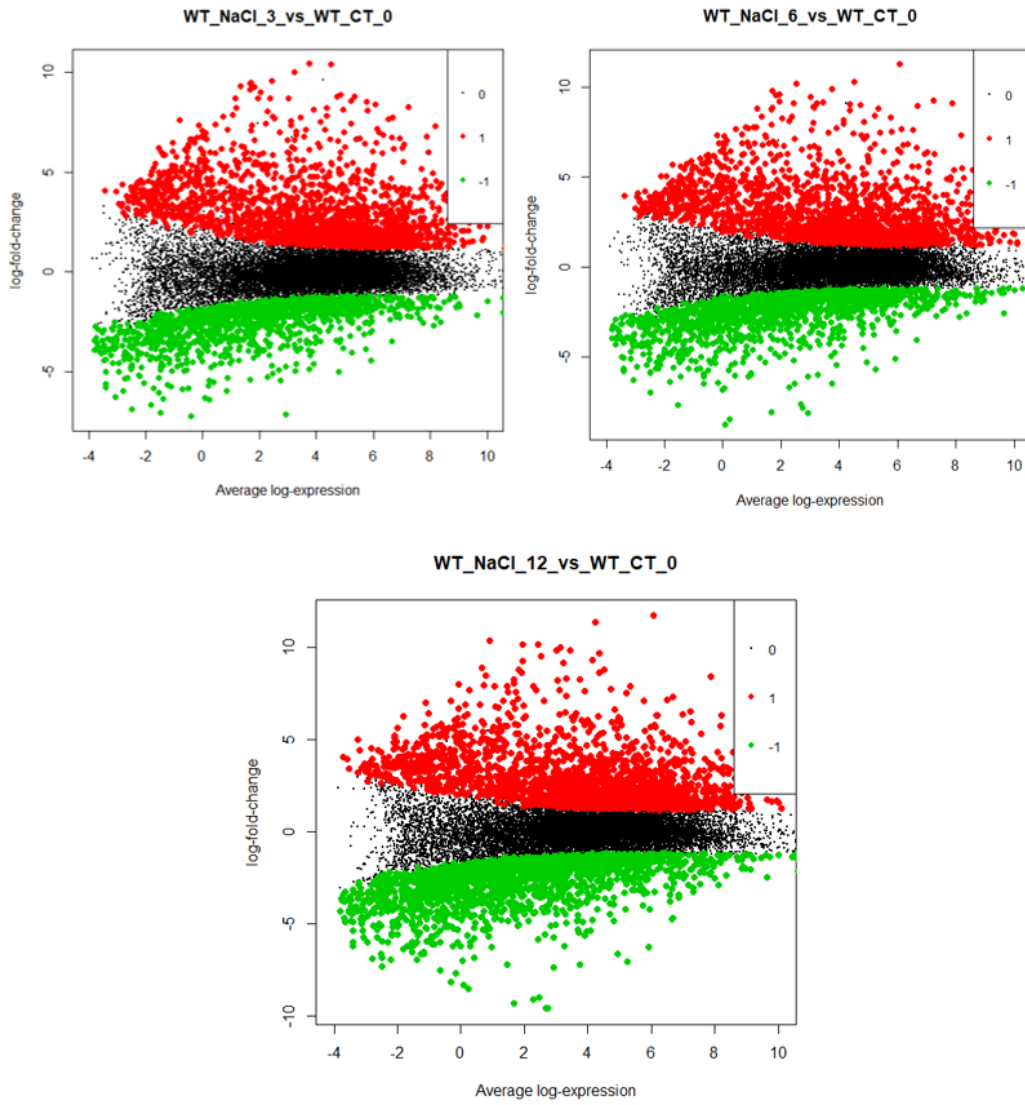 WT_NaCl_3_vs_WT_CT_0
log-fold-change
10
5
0
-5
0
1
-1
-4 -2 0 2 4 6 8 10
Average log-expression
WT_NaCl_6_vs_WT_CT_0
log-fold-change
10
5
0
-5
0
1
-1
-4 -2 0 2 4 6 8 10
Average log-expression
WT_NaCl_12_vs_WT_CT_0
log-fold-change
10
5
0
-5
-10
0
1
-1
-4 -2 0 2 4 6 8 10
Average log-expression